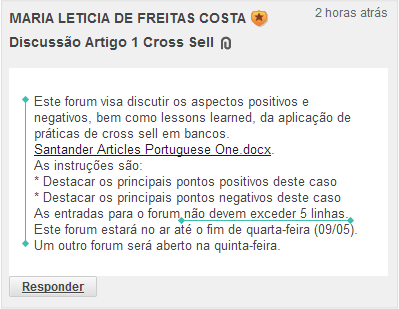 MARIA LETICIA DE FREITAS COSTA
2 horas atrás
Discussão Artigo 1 Cross Sell
Este forum visa discutir os aspectos positivos e
negativos, bem como lessons learned, da aplicação de
práticas de cross sell em bancos.
Santander Articles Portuguese One.docx.
As instruções são:
* Destacar os principais pontos positivos deste caso
* Destacar os principais pontos negativos deste caso
As entradas para o forum não devem exceder 5 linhas.
Este forum estará no ar até o fim de quarta-feira (09/05).
Um outro forum será aberto na quinta-feira.
Responder